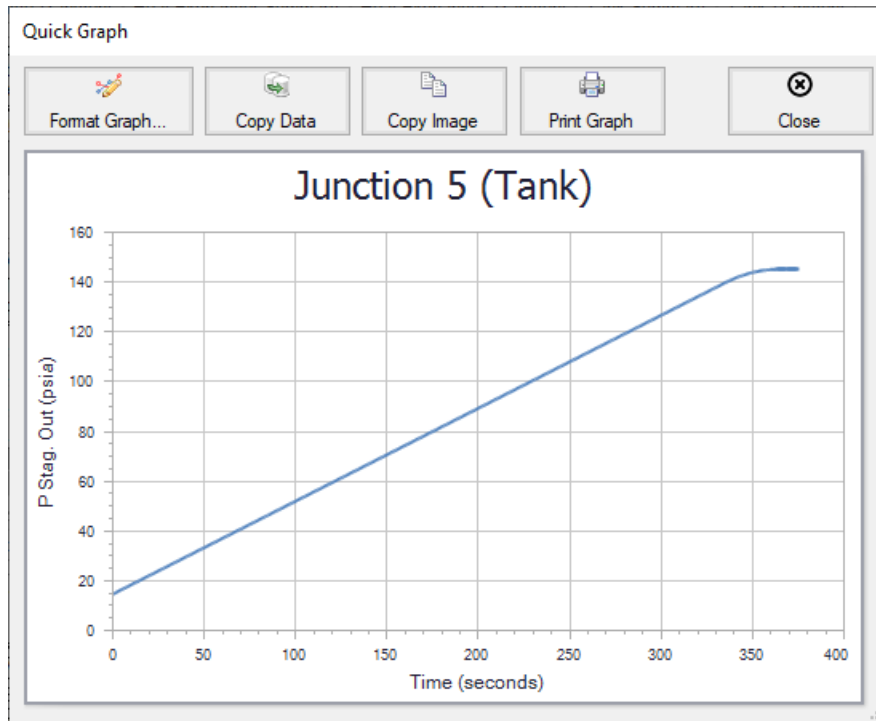 Quick Graph
Format Graph... Copy Data Copy Image Print Graph Close
Junction 5 (Tank)
160
140
120
100
80
60
40
20
0
P Stag. Out (psia)
0 50 100 150 200 250 300 350 400
Time (seconds)